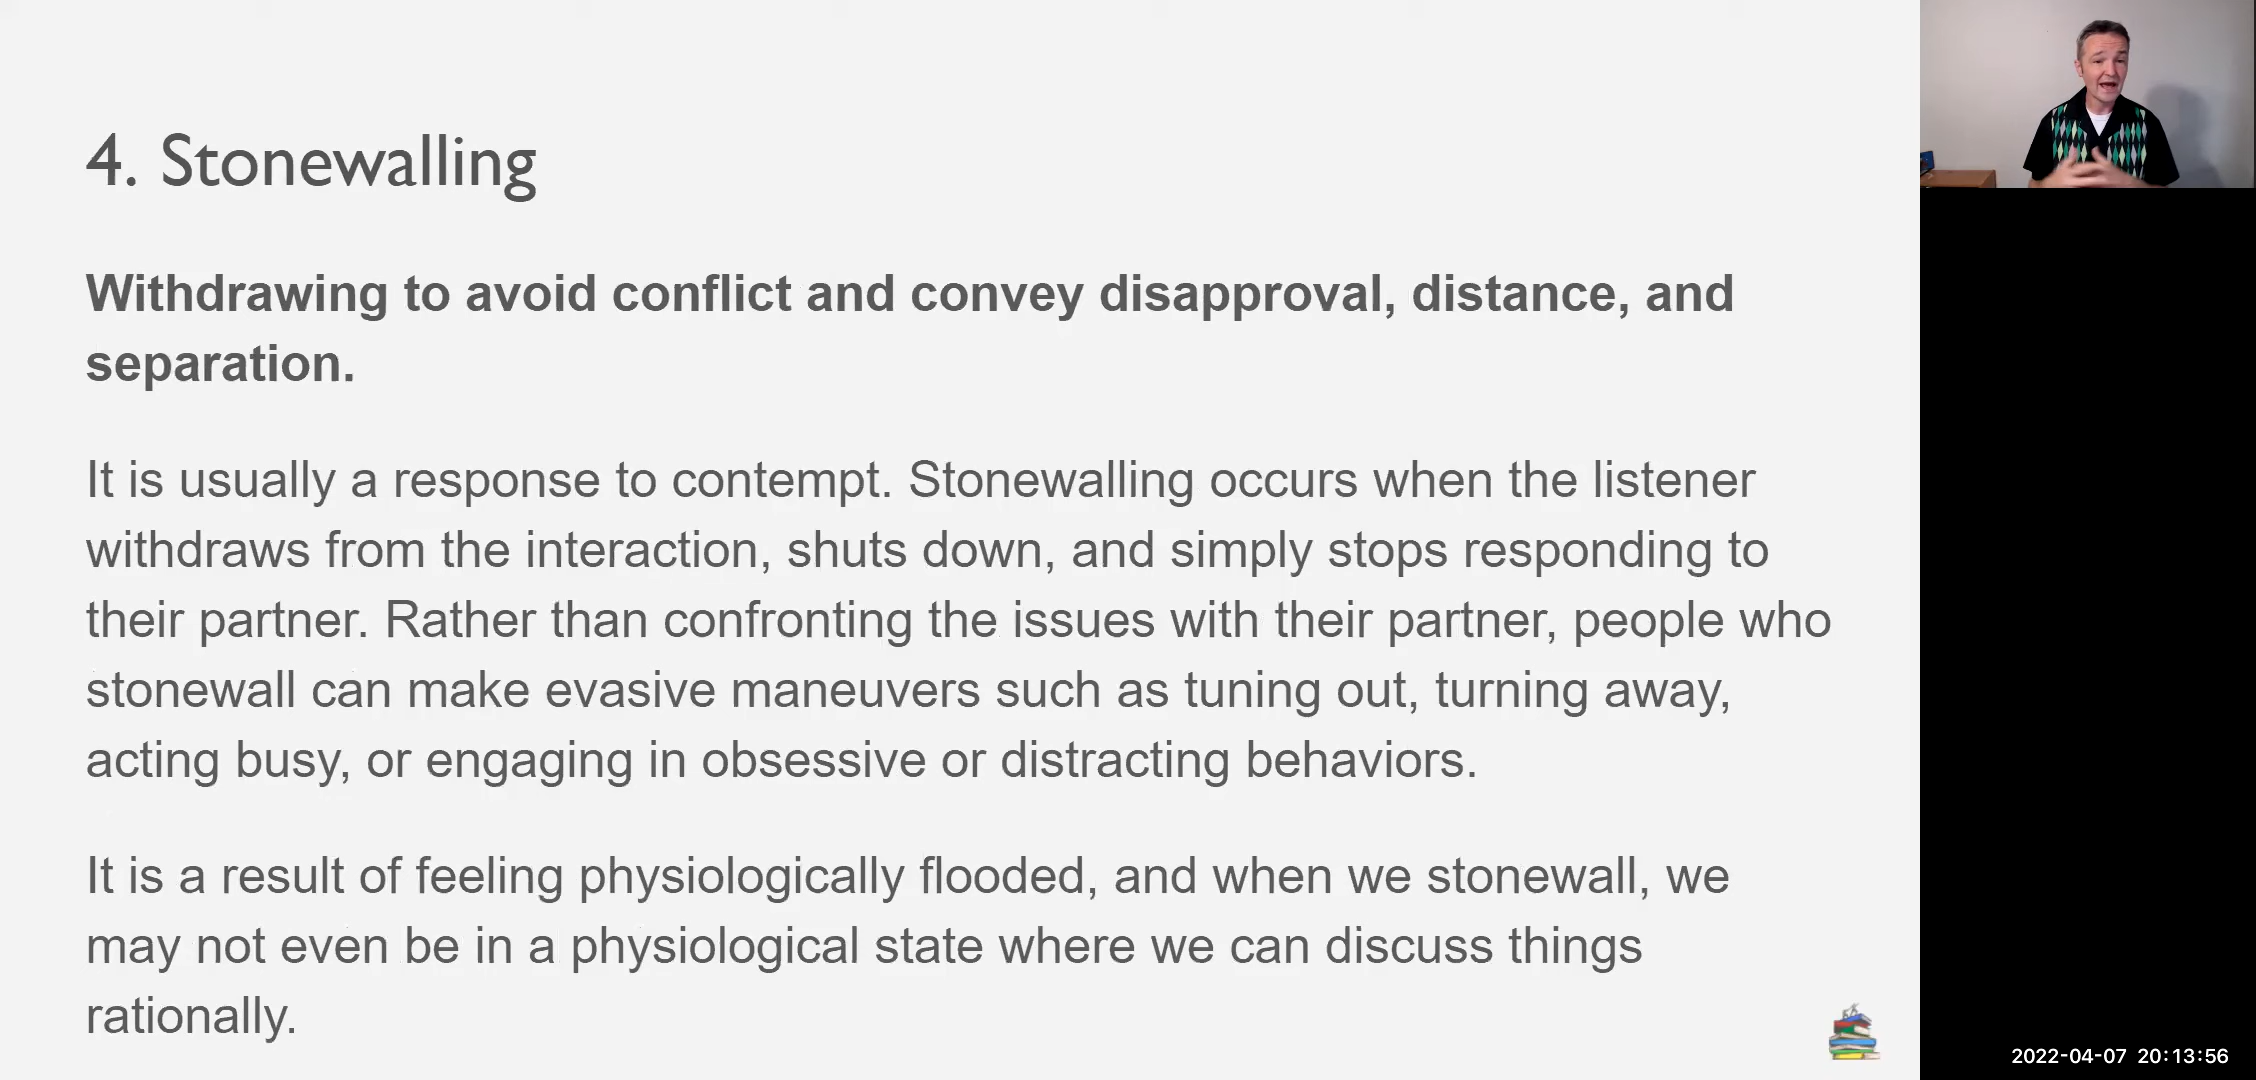 4. Stonewalling
Withdrawing to avoid conflict and convey disapproval, distance, and
separation.
It is usually a response to contempt. Stonewalling occurs when the listener
withdraws from the interaction, shuts down, and simply stops responding to
their partner. Rather than confronting the issues with their partner, people who
stonewall can make evasive maneuvers such as tuning out, turning away,
acting busy, or engaging in obsessive or distracting behaviors.
It is a result of feeling physiologically flooded, and when we stonewall, we
may not even be in a physiological state where we can discuss things
rationally.
2022-04-07 20:13:56